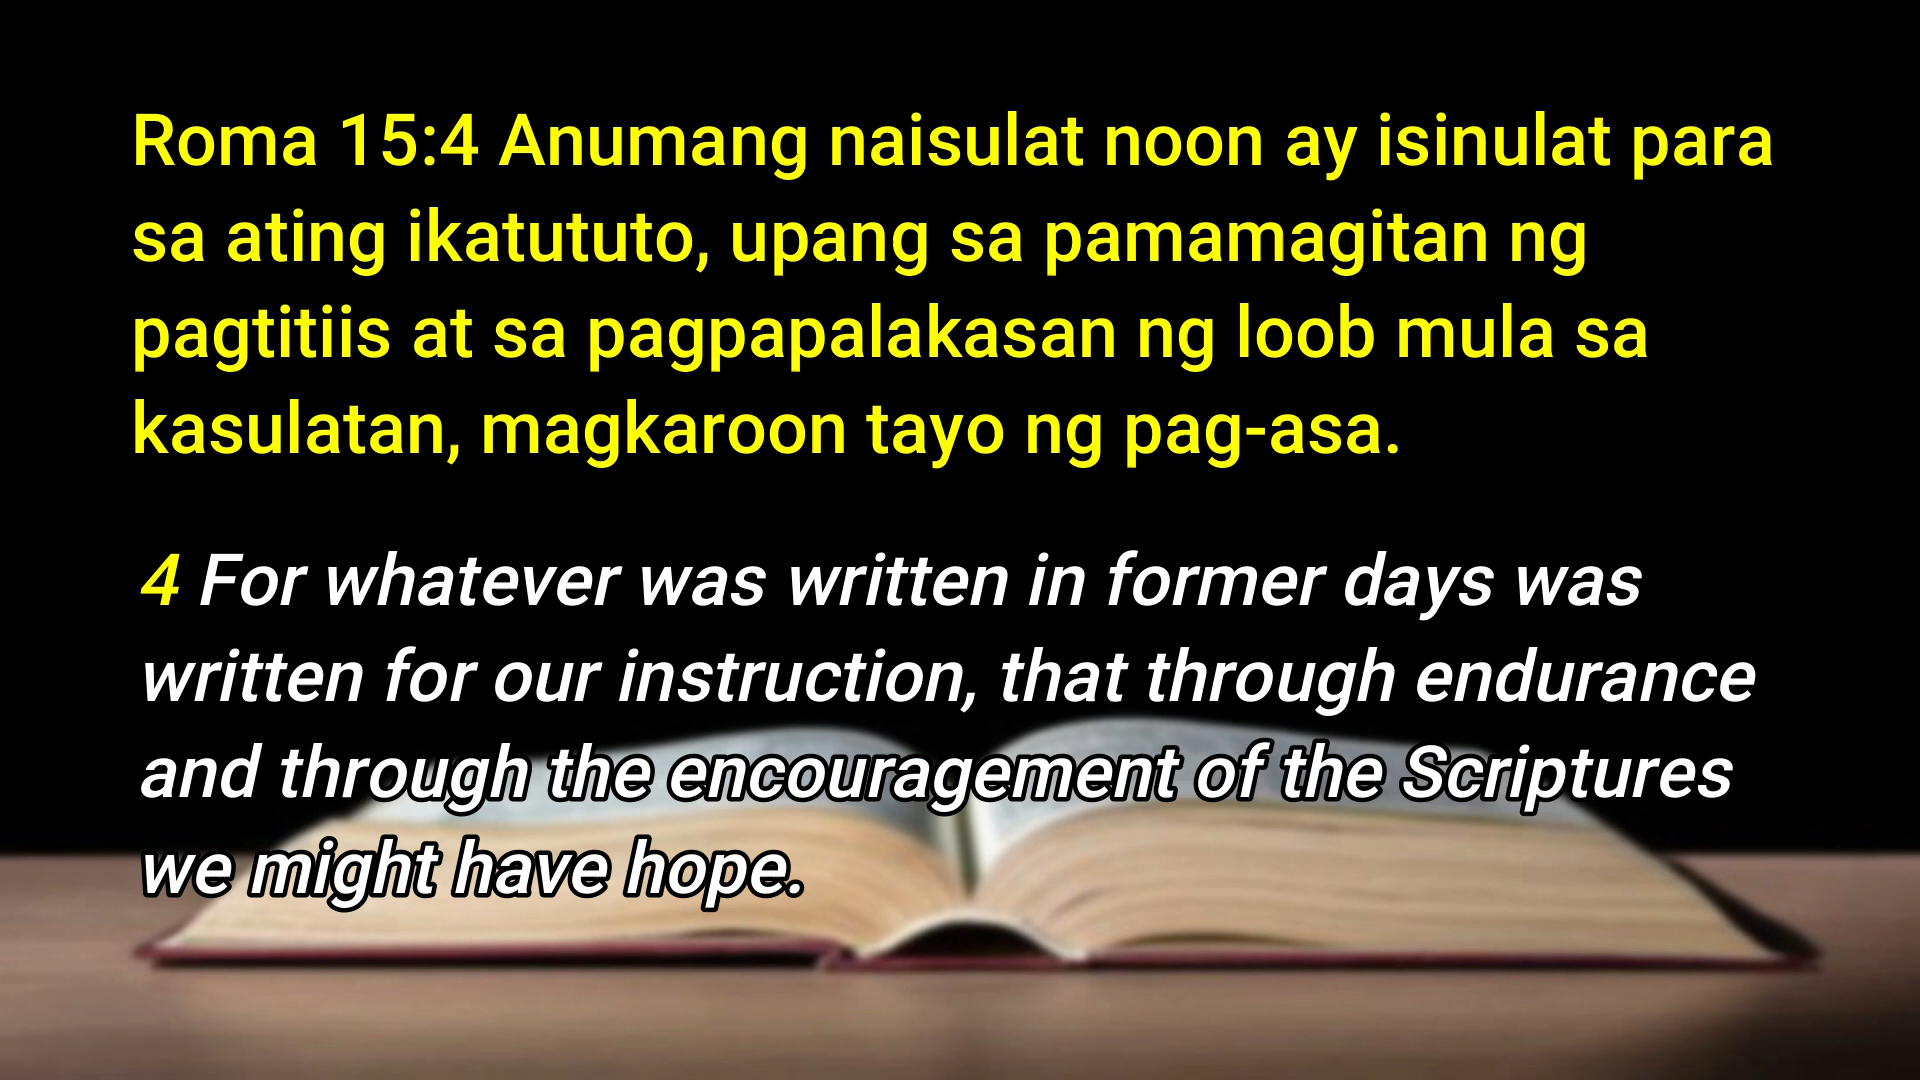 Roma 15:4 Anumang naisulat noon ay isinulat para
sa ating ikatututo, upang sa pamamagitan ng
pagtitiis at sa pagpapalakasan ng loob mula sa
kasulatan, magkaroon tayo ng pag-asa.
4 For whatever was written in former days was
written for our instruction, that through endurance
and through the encouragement of the Scriptures
we might have hope.